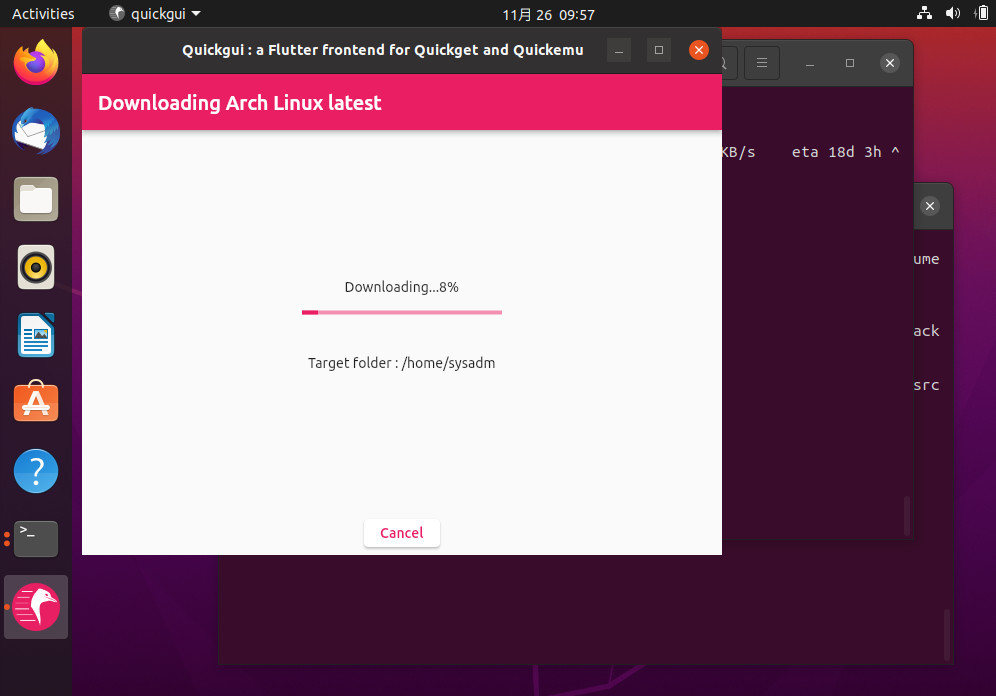 Activities
quickgui
11月 26 09:57
Quickgui : a Flutter frontend for Quickget and Quickemu
Downloading Arch Linux latest
KB/s eta 18d 3h ^
ume
Downloading...8%
ack
Target folder : /home/sysadm
src
Cancel